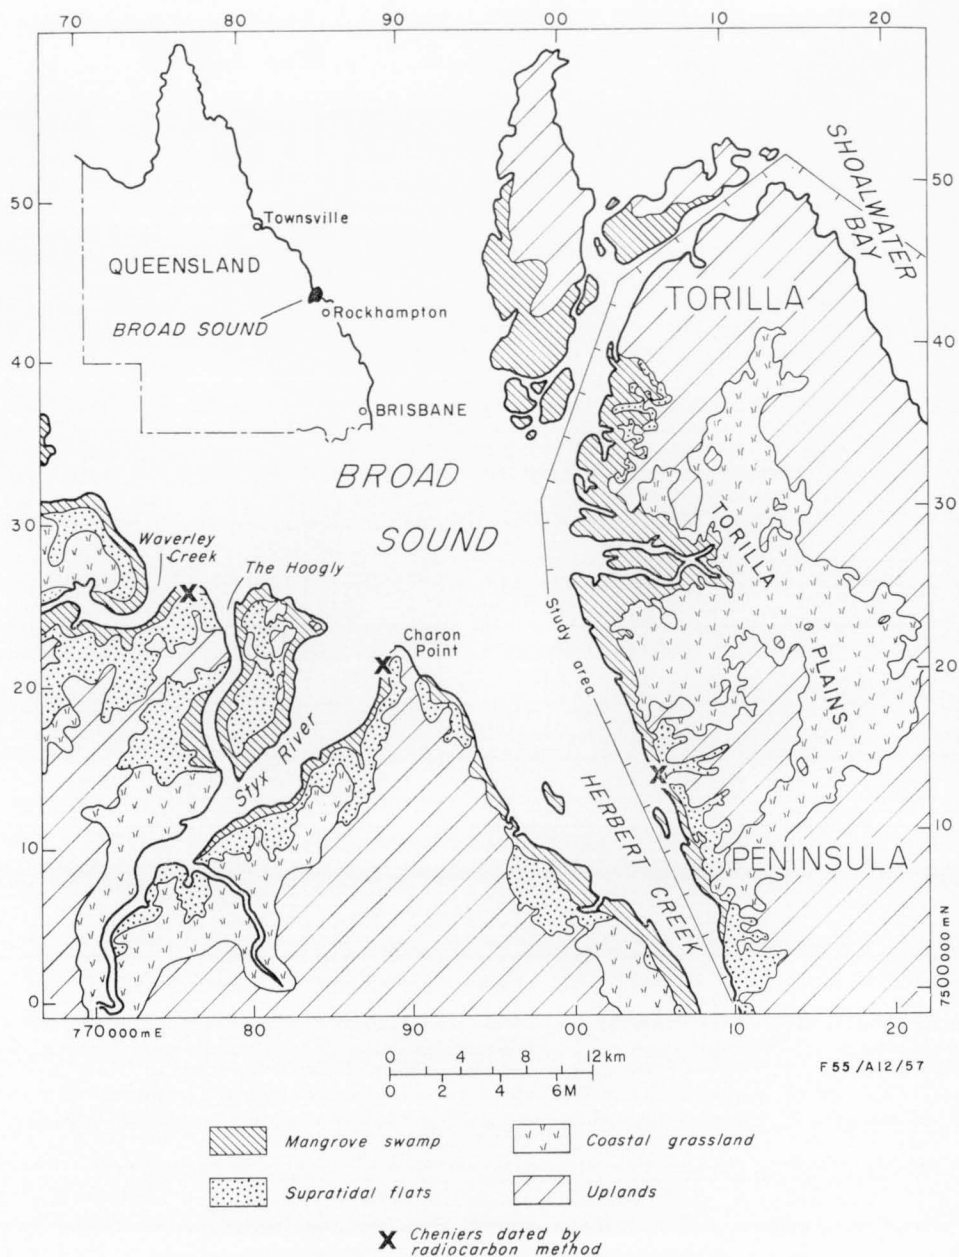 70 80 90 00 10 20
SHOALWATER
BAY
50 50
Townsville
QUEENSLAND
TORILLA
BROAD SOUND
Rockhampton
40 40
BRISBANE
BROAD
SOUND
30 30
TORILLA
PLAINS
Waverley
Creek
The Hoogly
Study area
Charon
Point
20 20
Styx River
HERBERT
CREEK
10 10
PENINSULA
0
7500000mN
770000mE 80 90 00 10 20
0 4 8 12km
0 2 4 6M
F55/A12/57
Mangrove swamp
Coastal grassland
Supratidal flats
Uplands
X Cheniers dated by
radiocarbon method